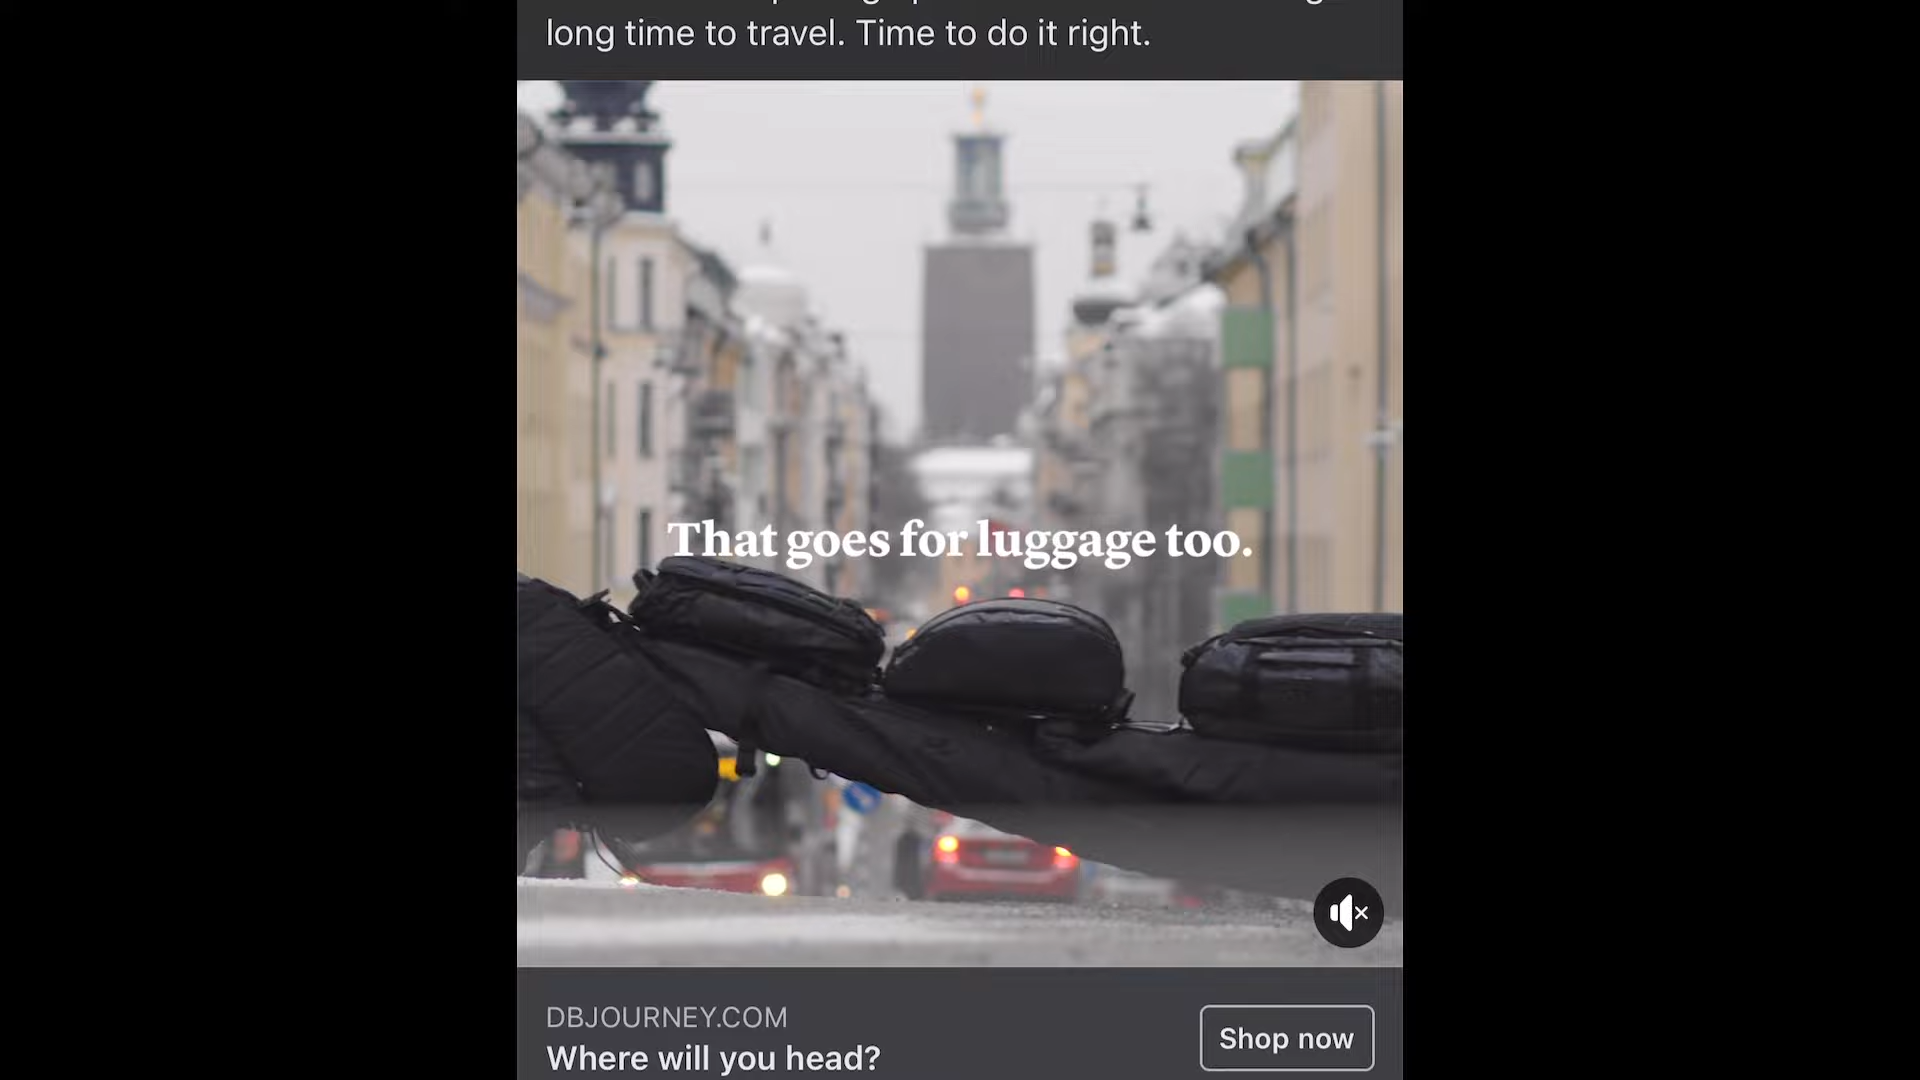 long time to travel. Time to do it right.
That goes for luggage too.
DBJOURNEY.COM
Where will you head?
Shop now